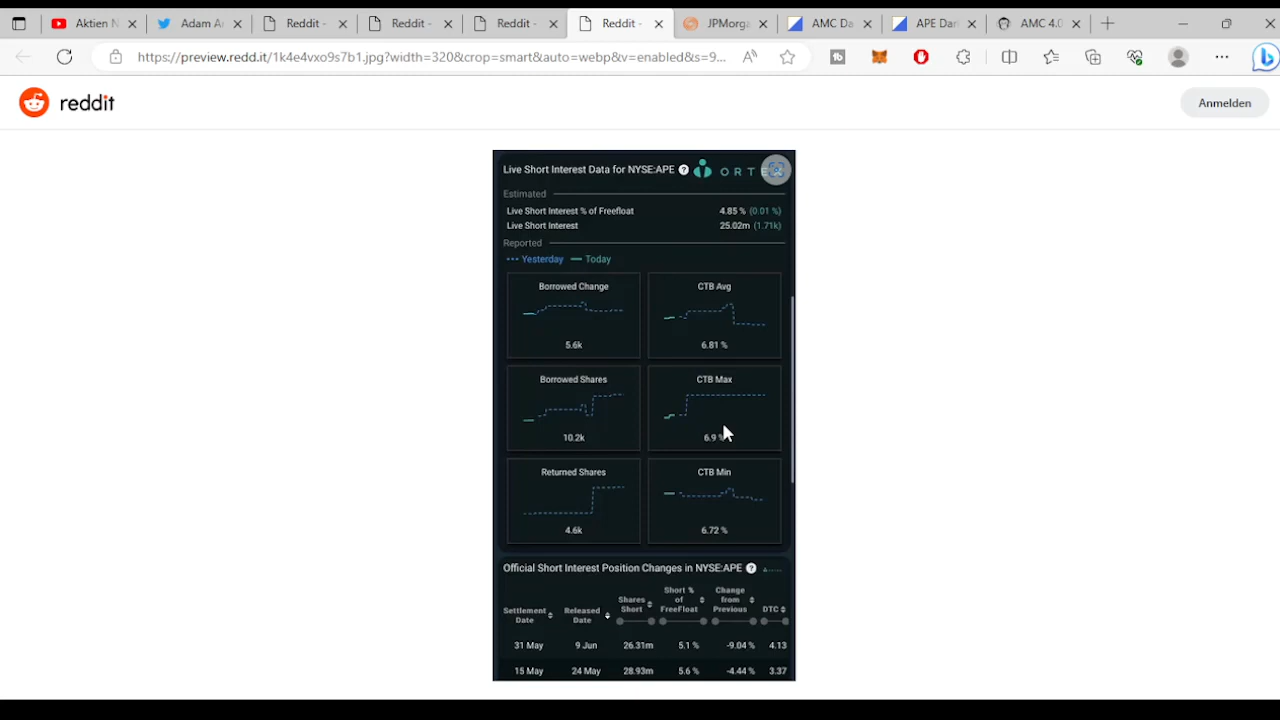 Aktien N
Adam A
Reddit -
Reddit -
Reddit -
Reddit -
JPMorga
AMC Da
APE Dar
AMC 4.0
https://preview.redd.it/1k4e4vxo9s7b1.jpg?width=320&crop=smart&auto=webp&v=enabled&s=9...
reddit
Anmelden
Live Short Interest Data for NYSE:APE
ORTE
Estimated
Live Short Interest % of Freefloat 4.85 % (0.01 %)
Live Short Interest 25.02m (1.71k)
Reported
Yesterday Today
Borrowed Change
5.6k
CTB Avg
6.81 %
Borrowed Shares
10.2k
CTB Max
6.9 %
Returned Shares
4.6k
CTB Min
6.72 %
Official Short Interest Position Changes in NYSE:APE
Settlement Date
Released Date
Shares Short
Short % of FreeFloat
Change from Previous
DTC
31 May 9 Jun 26.31m 5.1 % -9.04 % 4.13
15 May 24 May 28.93m 5.6 % -4.44 % 3.37